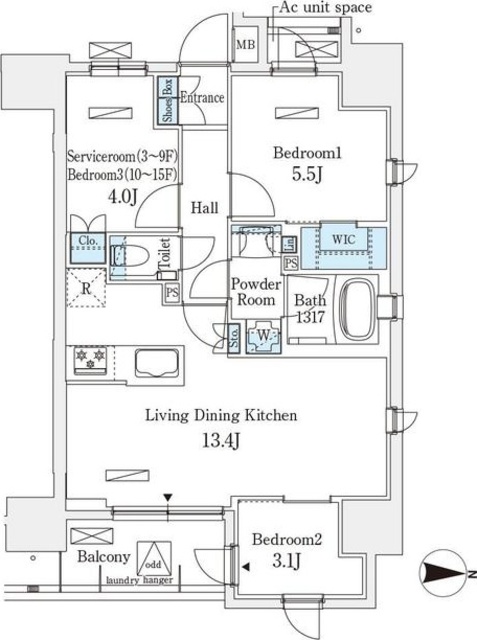 Ac unit space
MB
Shoes Box
Entrance
Serviceroom(3~9F)
Bedroom3(10~15F)
4.0J
Bedroom1
5.5J
Hall
Clo.
Toilet
Lin
WIC
PS
R
PS
Powder
Room
Bath
1317
Sto.
W.
Living Dining Kitchen
13.4J
Balcony
odd
laundry hanger
Bedroom2
3.1J
N